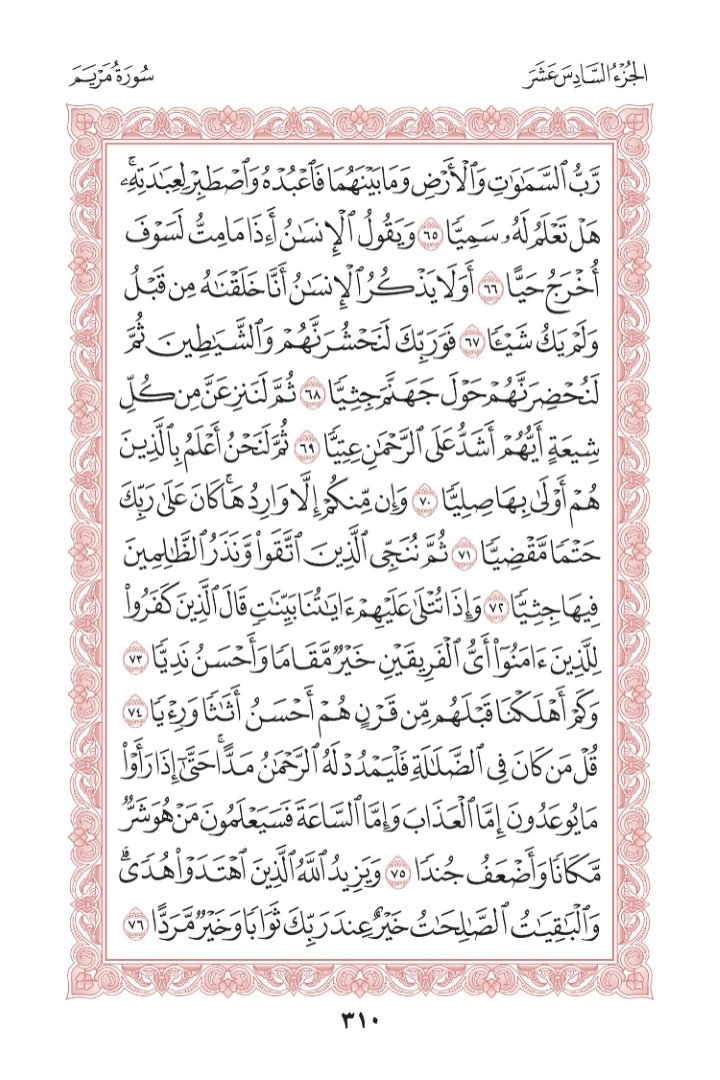 الجُزْءُ السَّادِسَ عَشَرَ
سُورَةُ مَرْيَمَ
رَّبُّ ٱلسَّمَٰوَٰتِ وَٱلْأَرْضِ وَمَا بَيْنَهُمَا فَٱعْبُدْهُ وَٱصْطَبِرْ لِعِبَٰدَتِهِۦۚ
هَلْ تَعْلَمُ لَهُۥ سَمِيًّا ٦٥ وَيَقُولُ ٱلْإِنسَٰنُ أَءِذَا مَا مِتُّ لَسَوْفَ
أُخْرَجُ حَيًّا ٦٦ أَوَلَا يَذْكُرُ ٱلْإِنسَٰنُ أَنَّا خَلَقْنَٰهُ مِن قَبْلُ
وَلَمْ يَكُ شَيْـًٔا ٦٧ فَوَرَبِّكَ لَنَحْشُرَنَّهُمْ وَٱلشَّيَٰطِينَ ثُمَّ
لَنُحْضِرَنَّهُمْ حَوْلَ جَهَنَّمَ جِثِيًّا ٦٨ ثُمَّ لَنَنزِعَنَّ مِن كُلِّ
شِيعَةٍ أَيُّهُمْ أَشَدُّ عَلَى ٱلرَّحْمَٰنِ عِتِيًّا ٦٩ ثُمَّ لَنَحْنُ أَعْلَمُ بِٱلَّذِينَ
هُمْ أَوْلَىٰ بِهَا صِلِيًّا ٧٠ وَإِن مِّنكُمْ إِلَّا وَارِدُهَاۚ كَانَ عَلَىٰ رَبِّكَ
حَتْمًا مَّقْضِيًّا ٧١ ثُمَّ نُنَجِّى ٱلَّذِينَ ٱتَّقَوا۟ وَّنَذَرُ ٱلظَّٰلِمِينَ
فِيهَا جِثِيًّا ٧٢ وَإِذَا تُتْلَىٰ عَلَيْهِمْ ءَايَٰتُنَا بَيِّنَٰتٍ قَالَ ٱلَّذِينَ كَفَرُوا۟
لِلَّذِينَ ءَامَنُوٓا۟ أَىُّ ٱلْفَرِيقَيْنِ خَيْرٌ مَّقَامًا وَأَحْسَنُ نَدِيًّا ٧٣
وَكَمْ أَهْلَكْنَا قَبْلَهُم مِّن قَرْنٍ هُمْ أَحْسَنُ أَثَٰثًا وَرِءْيًا ٧٤
قُلْ مَن كَانَ فِى ٱلضَّلَٰلَةِ فَلْيَمْدُدْ لَهُ ٱلرَّحْمَٰنُ مَدًّاۚ حَتَّىٰٓ إِذَا رَأَوْا۟
مَا يُوعَدُونَ إِمَّا ٱلْعَذَابَ وَإِمَّا ٱلسَّاعَةَ فَسَيَعْلَمُونَ مَنْ هُوَ شَرٌّ
مَّكَانًا وَأَضْعَفُ جُندًا ٧٥ وَيَزِيدُ ٱللَّهُ ٱلَّذِينَ ٱهْتَدَوْا۟ هُدًىۗ
وَٱلْبَٰقِيَٰتُ ٱلصَّٰلِحَٰتُ خَيْرٌ عِندَ رَبِّكَ ثَوَابًا وَخَيْرٌ مَّرَدًّا ٧٦
٣١٠